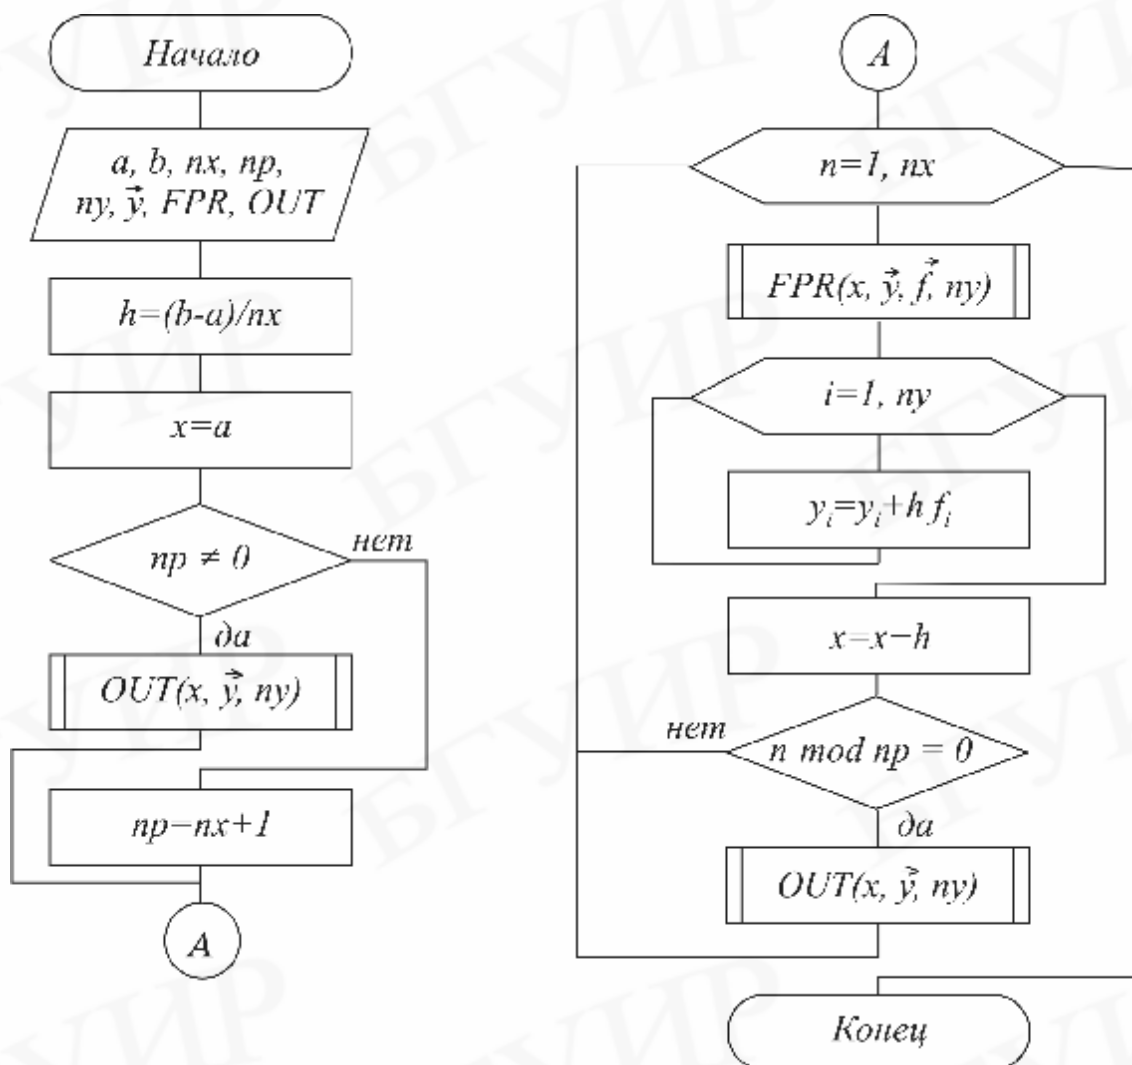 Начало
a, b, nx, np,
ny, y⃗, FPR, OUT
h=(b-a)/nx
x=a
np ≠ 0
нет
да
OUT(x, y⃗, ny)
np=nx+1
A
A
n=1, nx
FPR(x, y⃗, f⃗, ny)
i=1, ny
yᵢ=yᵢ+h fᵢ
x=x−h
нет
n mod np = 0
да
OUT(x, y⃗, ny)
Конец
БГУИР